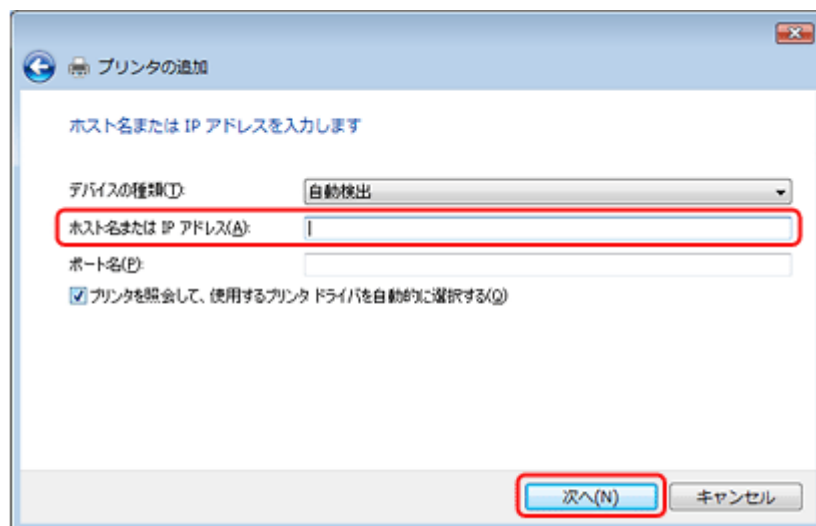 プリンタの追加
ホスト名または IP アドレスを入力します
デバイスの種類(T): 自動検出
ホスト名または IP アドレス(A):
ポート名(P):
プリンタを照会して、使用するプリンタ ドライバを自動的に選択する(Q)
次へ(N) キャンセル